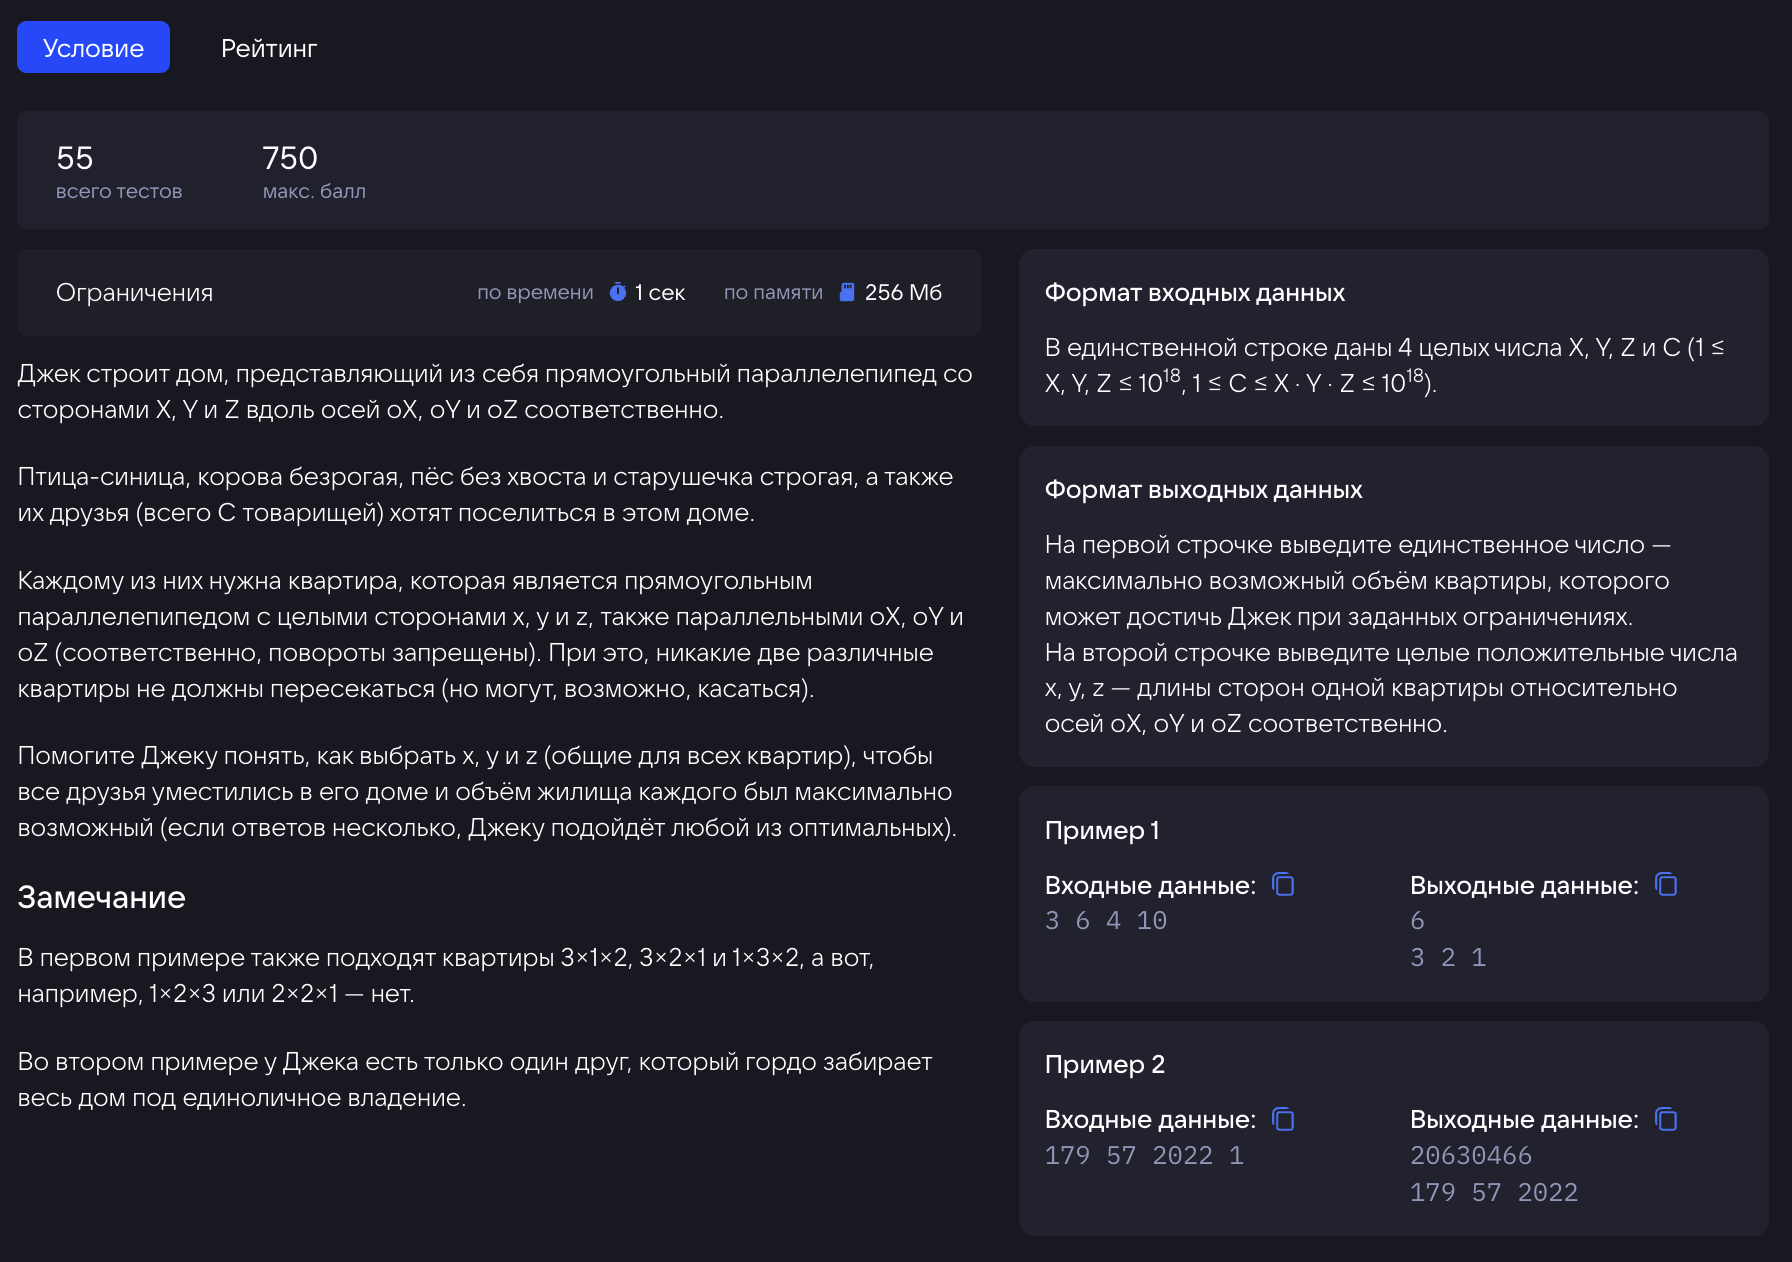 Условие
Рейтинг
55
всего тестов
750
макс. балл
Ограничения
по времени 1 сек
по памяти 256 Мб
Джек строит дом, представляющий из себя прямоугольный параллелепипед со
сторонами X, Y и Z вдоль осей oX, oY и oZ соответственно.
Птица-синица, корова безрогая, пёс без хвоста и старушечка строгая, а также
их друзья (всего C товарищей) хотят поселиться в этом доме.
Каждому из них нужна квартира, которая является прямоугольным
параллелепипедом с целыми сторонами x, y и z, также параллельными oX, oY и
oZ (соответственно, повороты запрещены). При это, никакие две различные
квартиры не должны пересекаться (но могут, возможно, касаться).
Помогите Джеку понять, как выбрать x, y и z (общие для всех квартир), чтобы
все друзья уместились в его доме и объём жилища каждого был максимально
возможный (если ответов несколько, Джеку подойдёт любой из оптимальных).
Замечание
В первом примере также подходят квартиры 3×1×2, 3×2×1 и 1×3×2, а вот,
например, 1×2×3 или 2×2×1 — нет.
Во втором примере у Джека есть только один друг, который гордо забирает
весь дом под единоличное владение.
Формат входных данных
В единственной строке даны 4 целых числа X, Y, Z и C (1 ≤
X, Y, Z ≤ 10^18, 1 ≤ C ≤ X · Y · Z ≤ 10^18).
Формат выходных данных
На первой строчке выведите единственное число —
максимально возможный объём квартиры, которого
может достичь Джек при заданных ограничениях.
На второй строчке выведите целые положительные числа
x, y, z — длины сторон одной квартиры относительно
осей oX, oY и oZ соответственно.
Пример 1
Входные данные:
3 6 4 10
Выходные данные:
6
3 2 1
Пример 2
Входные данные:
179 57 2022 1
Выходные данные:
20630466
179 57 2022